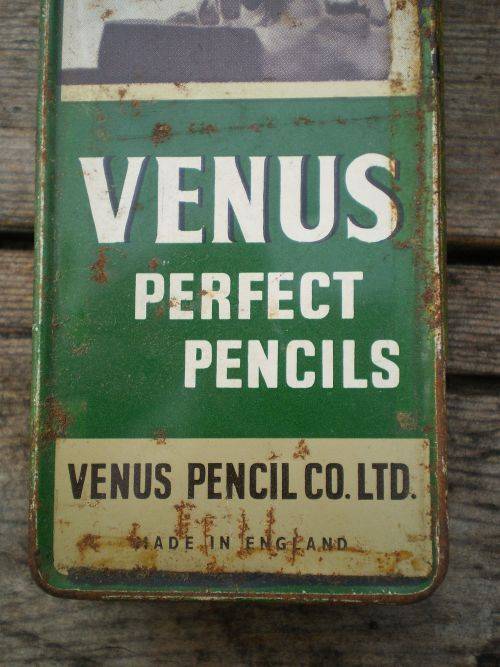 VENUS
PERFECT
PENCILS
VENUS PENCIL CO. LTD.
MADE IN ENGLAND